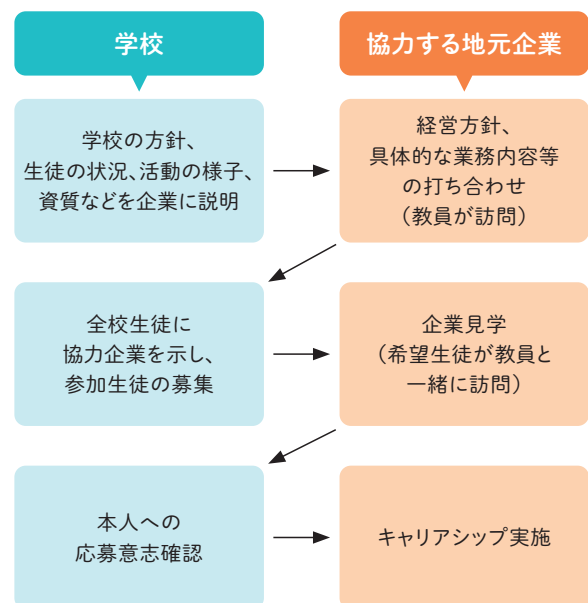 学校
協力する地元企業
学校の方針、
生徒の状況、活動の様子、
資質などを企業に説明
経営方針、
具体的な業務内容等
の打ち合わせ
（教員が訪問）
全校生徒に
協力企業を示し、
参加生徒の募集
企業見学
（希望生徒が教員と
一緒に訪問）
本人への
応募意志確認
キャリアシップ実施